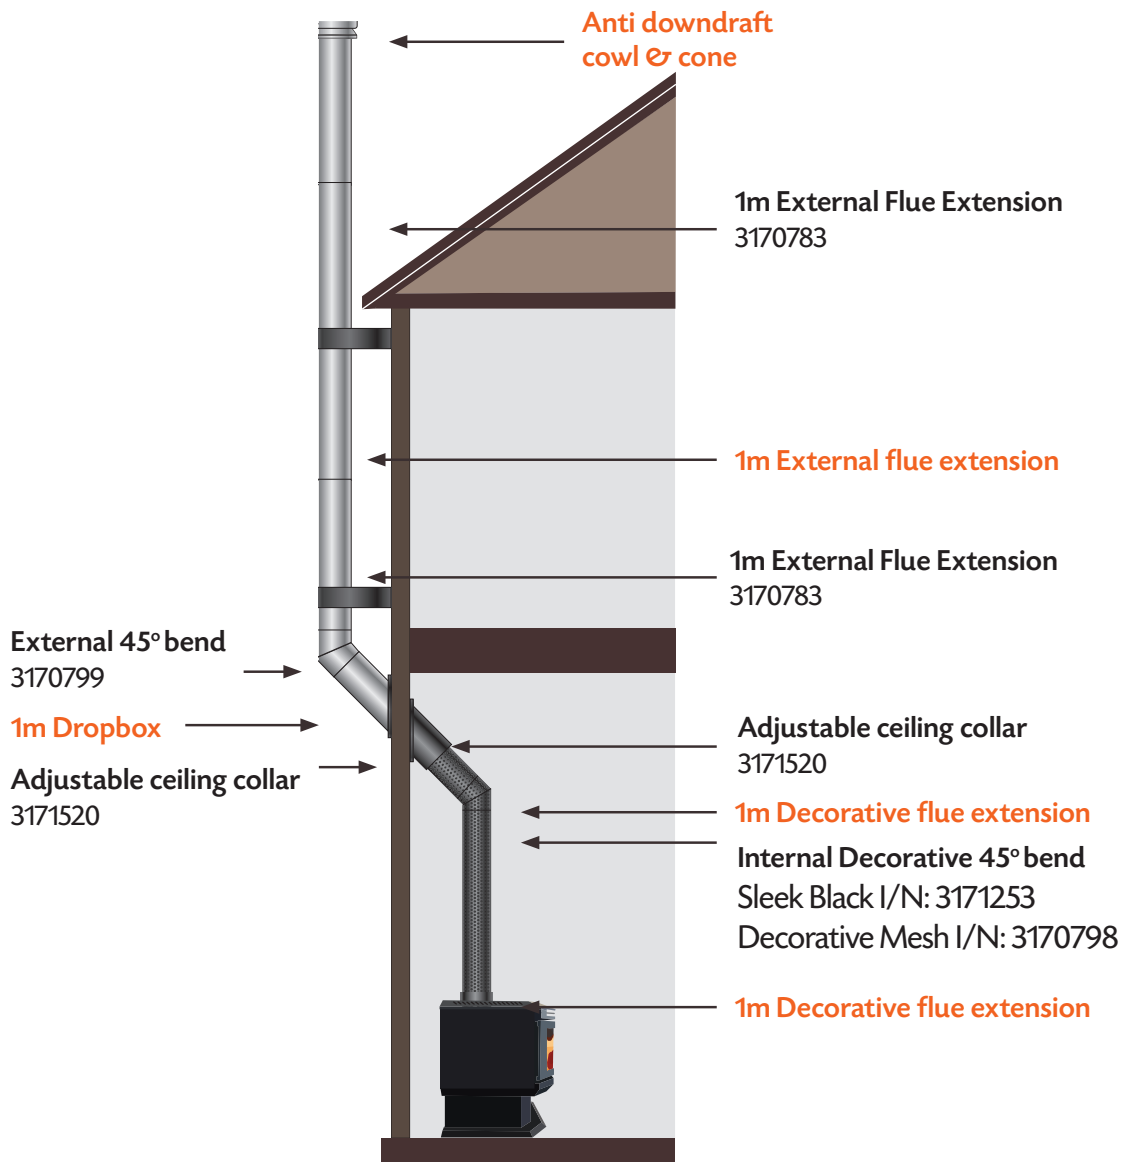 Anti downdraft
cowl & cone
1m External Flue Extension
3170783
1m External flue extension
1m External Flue Extension
3170783
External 45° bend
3170799
1m Dropbox
Adjustable ceiling collar
3171520
Adjustable ceiling collar
3171520
1m Decorative flue extension
Internal Decorative 45° bend
Sleek Black I/N: 3171253
Decorative Mesh I/N: 3170798
1m Decorative flue extension